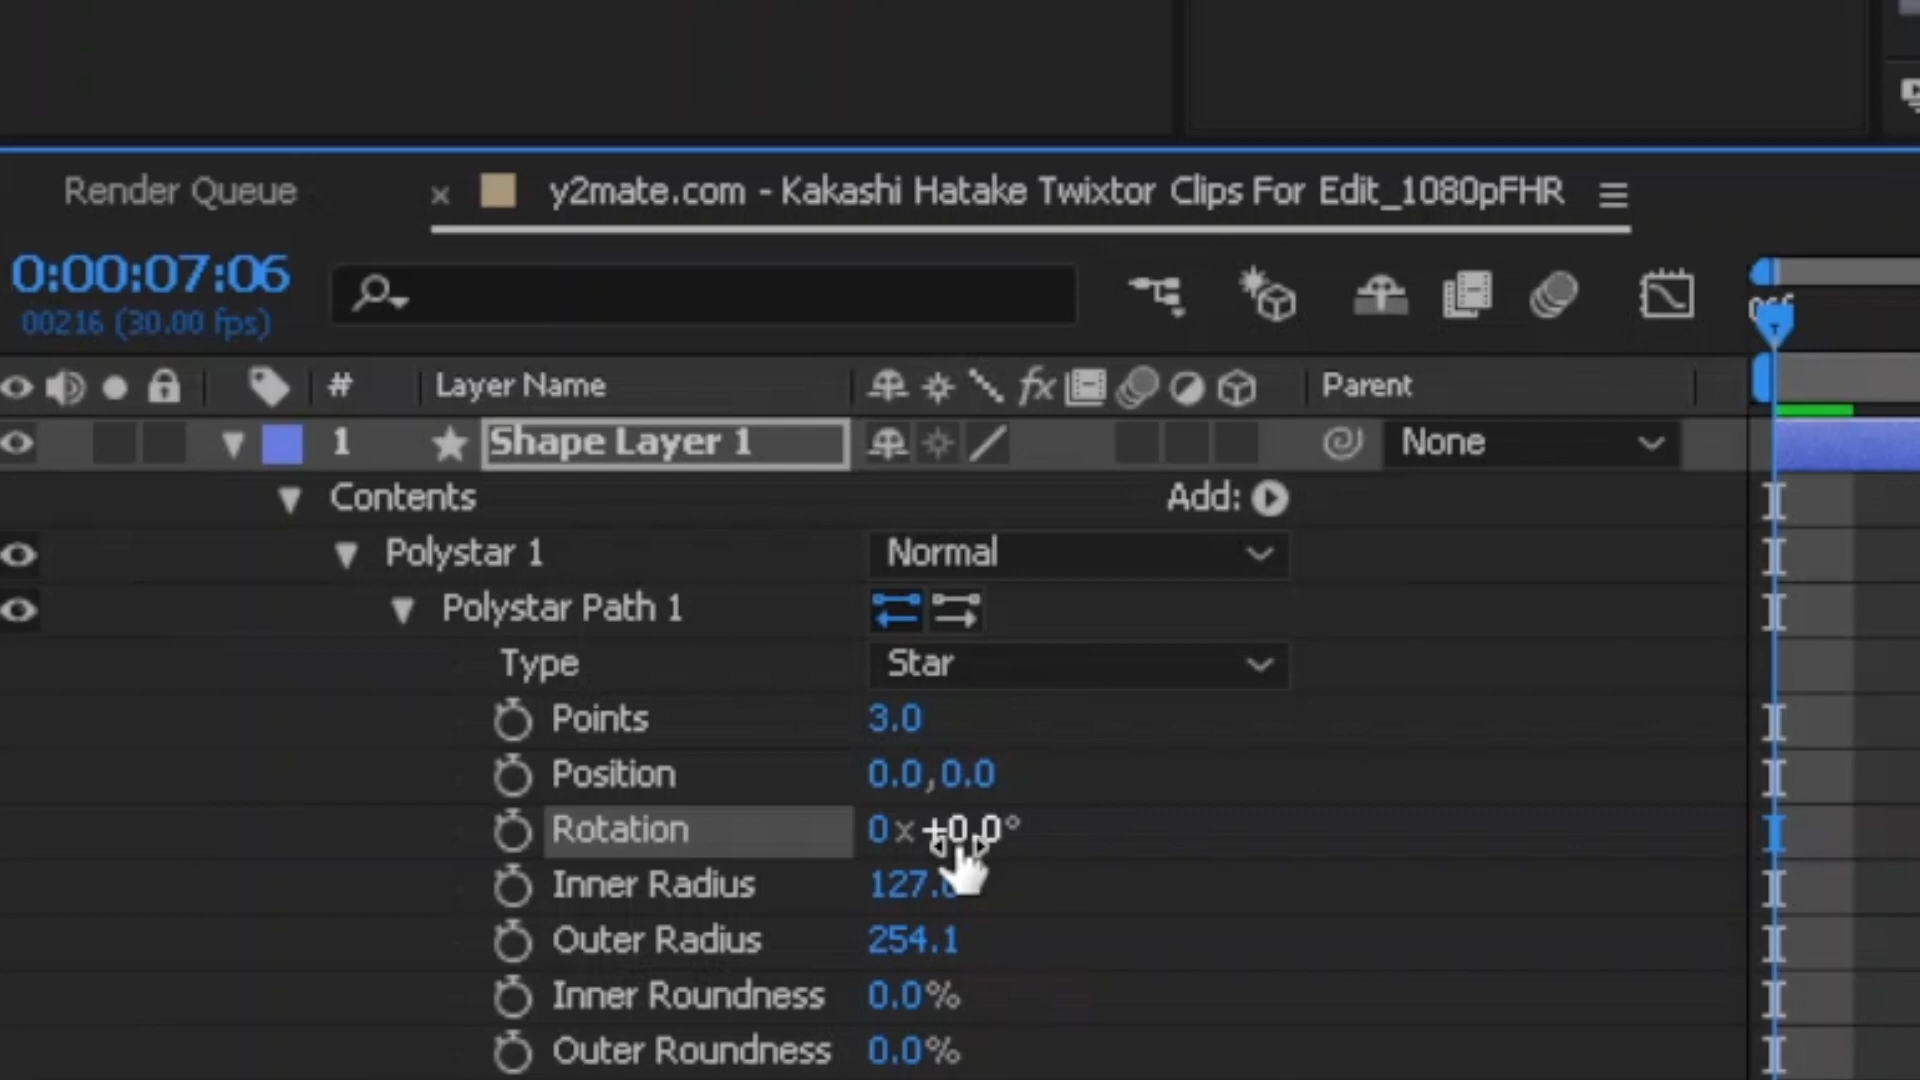 Render Queue
× y2mate.com - Kakashi Hatake Twixtor Clips For Edit_1080pFHR
0:00:07:06
00216 (30.00 fps)
# Layer Name fx Parent
1 Shape Layer 1 None
Contents Add:
Polystar 1 Normal
Polystar Path 1
Type Star
Points 3.0
Position 0.0,0.0
Rotation 0x+0.0°
Inner Radius 127.
Outer Radius 254.1
Inner Roundness 0.0%
Outer Roundness 0.0%